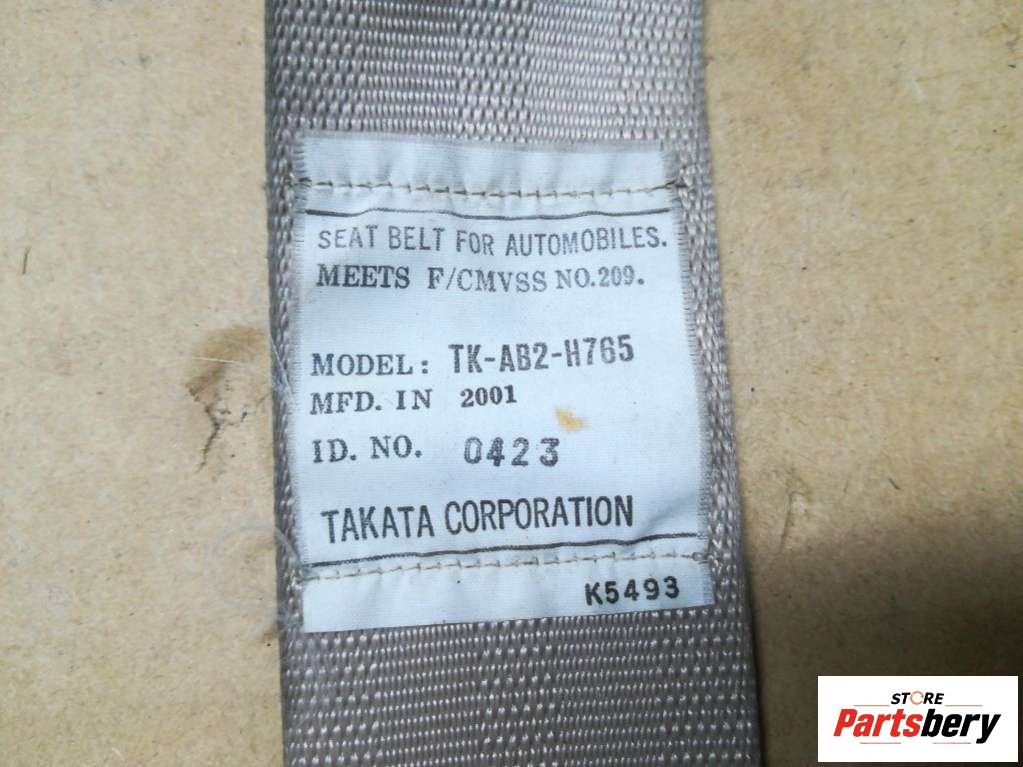 SEAT BELT FOR AUTOMOBILES.
MEETS F/CMVSS NO.209.
MODEL: TK-AB2-H765
MFD. IN 2001
ID. NO. 0423
TAKATA CORPORATION
K5493
STORE
Partsbery